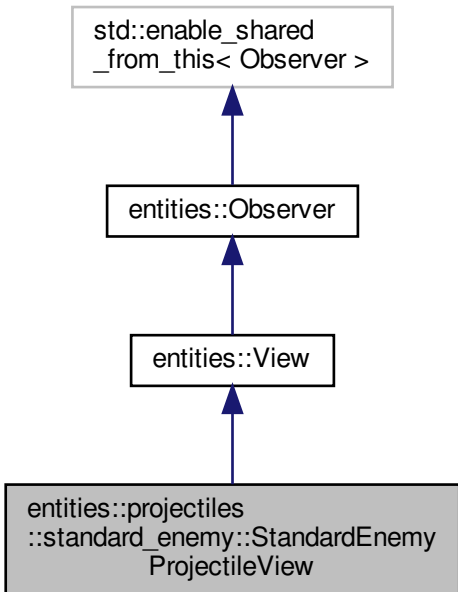 std::enable_shared
_from_this< Observer >
entities::Observer
entities::View
entities::projectiles
::standard_enemy::StandardEnemy
ProjectileView